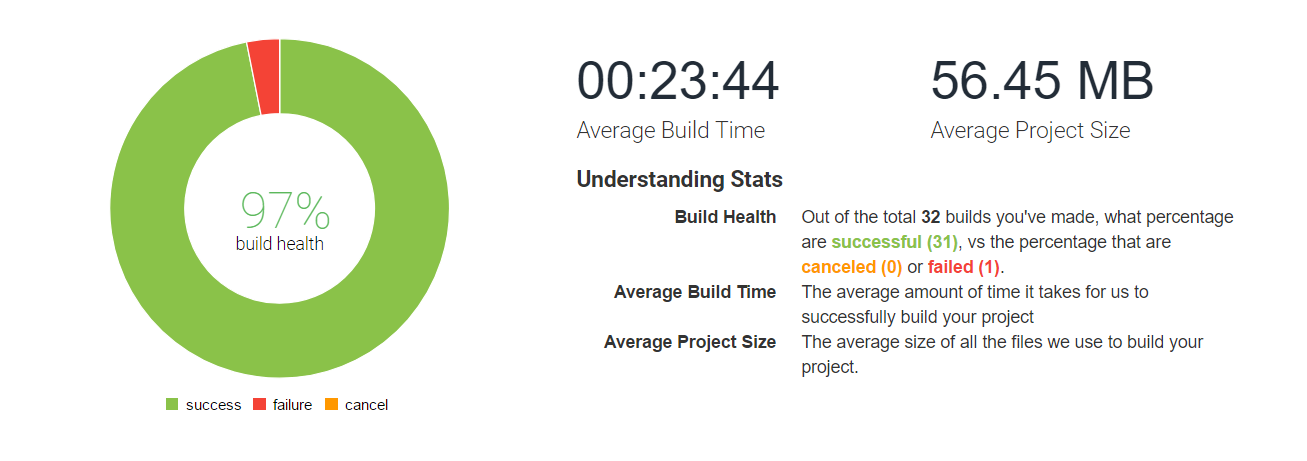 97%
build health
success failure cancel
00:23:44
Average Build Time
56.45 MB
Average Project Size
Understanding Stats
Build Health
Out of the total 32 builds you've made, what percentage
are successful (31), vs the percentage that are
canceled (0) or failed (1).
Average Build Time
The average amount of time it takes for us to
successfully build your project
Average Project Size
The average size of all the files we use to build your
project.